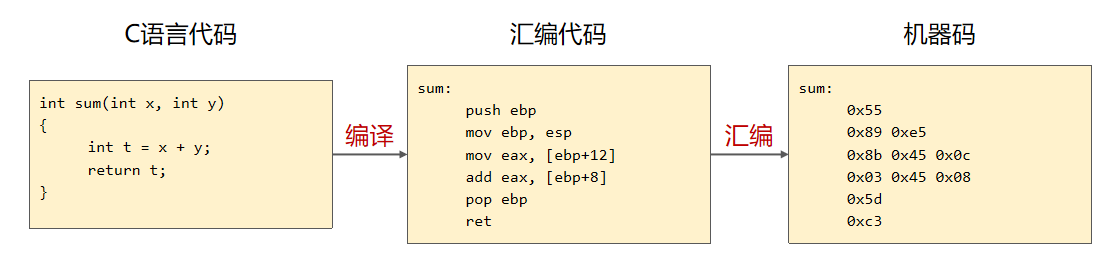 C语言代码
int sum(int x, int y)
{
int t = x + y;
return t;
}
编译
汇编代码
sum:
push ebp
mov ebp, esp
mov eax, [ebp+12]
add eax, [ebp+8]
pop ebp
ret
汇编
机器码
sum:
0x55
0x89 0xe5
0x8b 0x45 0x0c
0x03 0x45 0x08
0x5d
0xc3